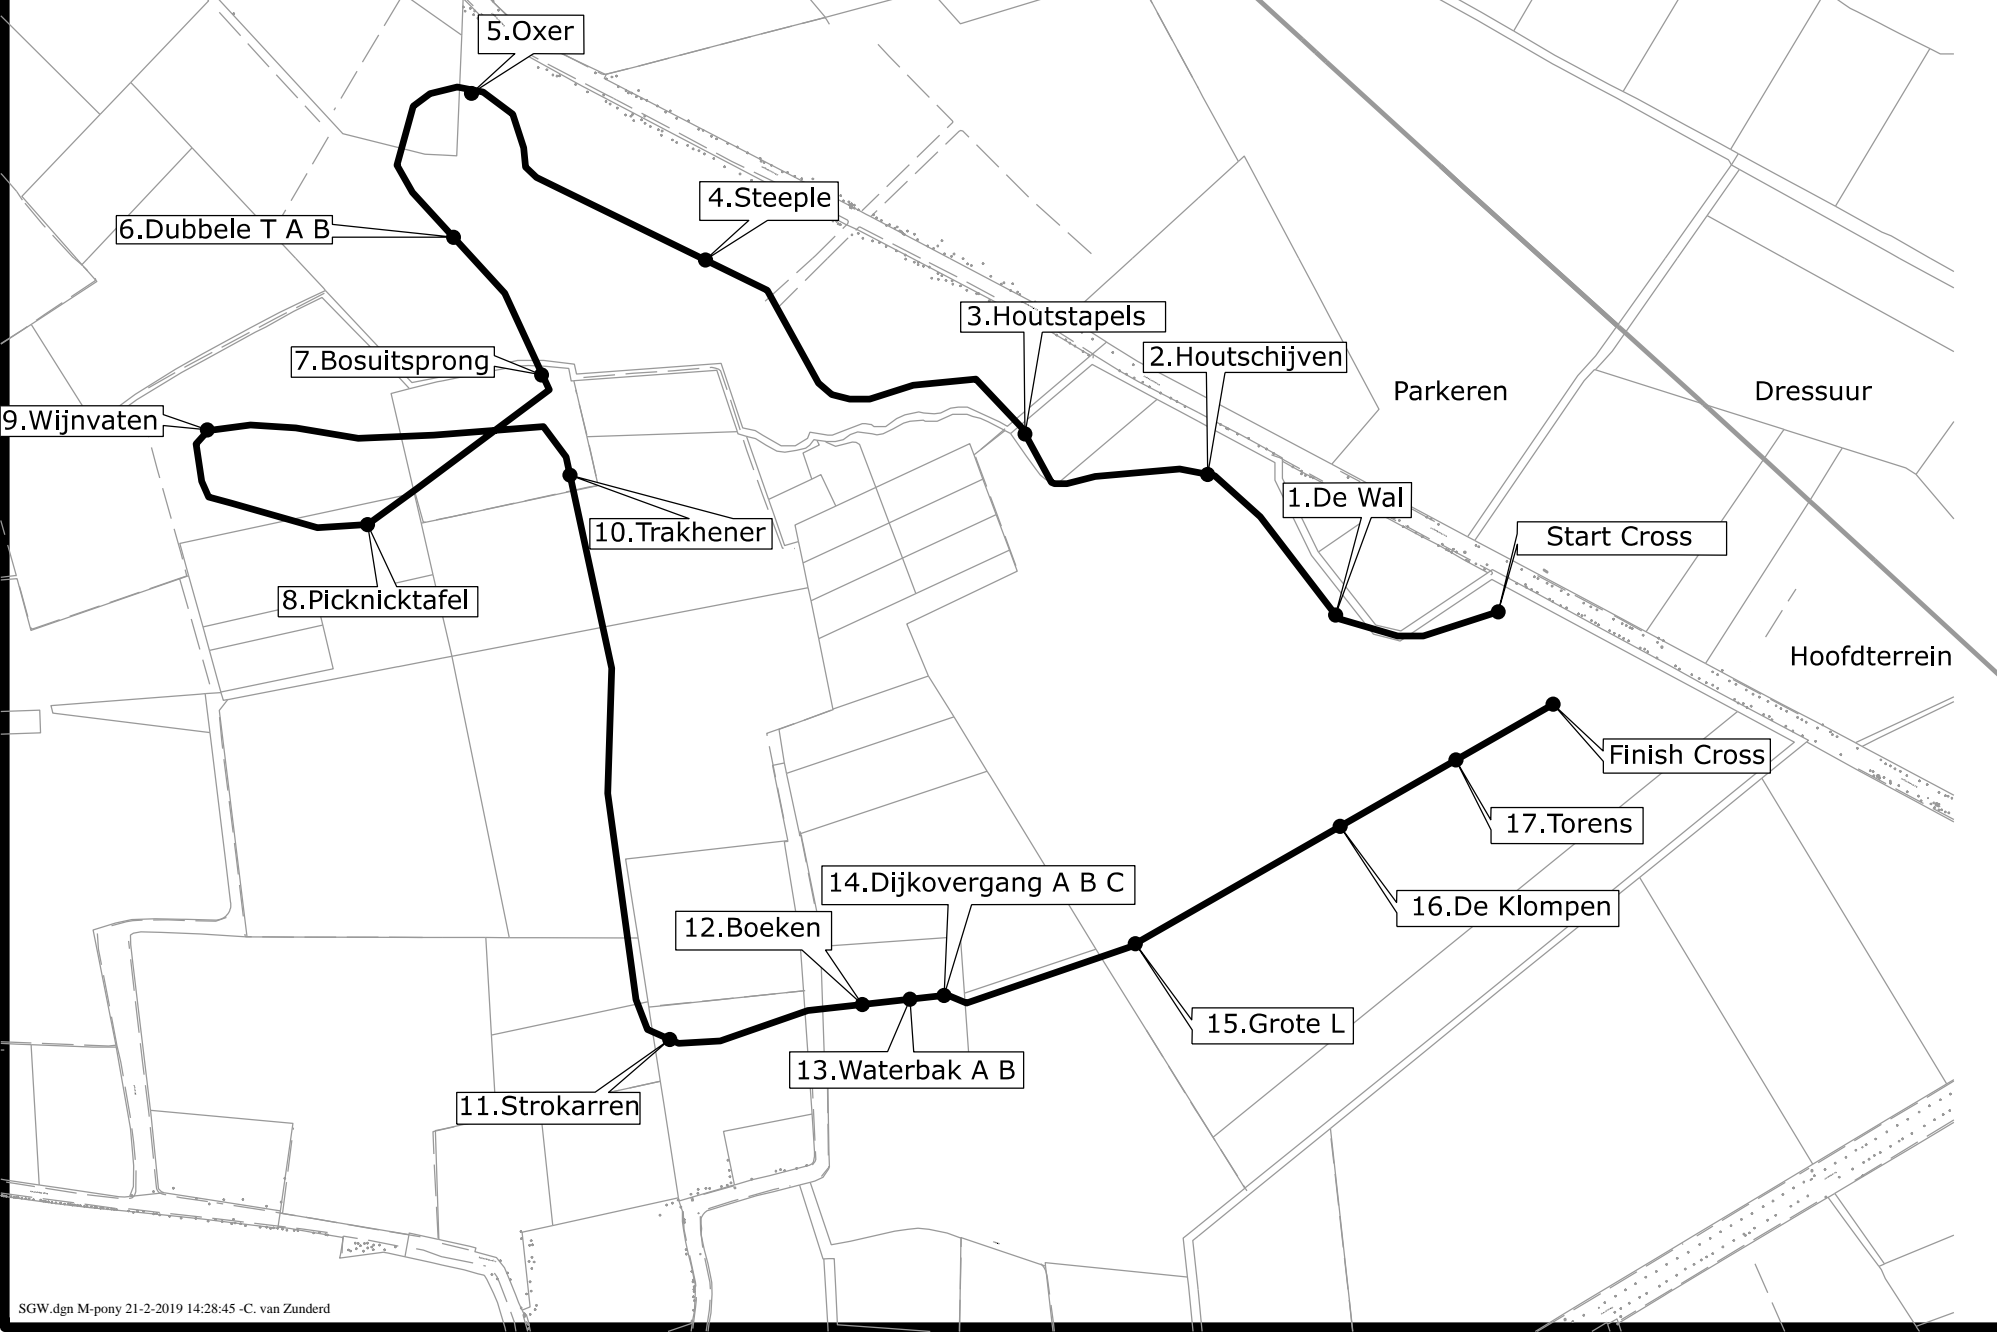 5.Oxer
4.Steeple
6.Dubbele T A B
3.Houtstapels
2.Houtschijven
7.Bosuitsprong
Parkeren
Dressuur
9.Wijnvaten
1.De Wal
10.Trakhener
Start Cross
8.Picknicktafel
Hoofdterrein
Finish Cross
17.Torens
14.Dijkovergang A B C
16.De Klompen
12.Boeken
15.Grote L
13.Waterbak A B
11.Strokarren
SGW.dgn M-pony 21-2-2019 14:28:45 -C. van Zunderd